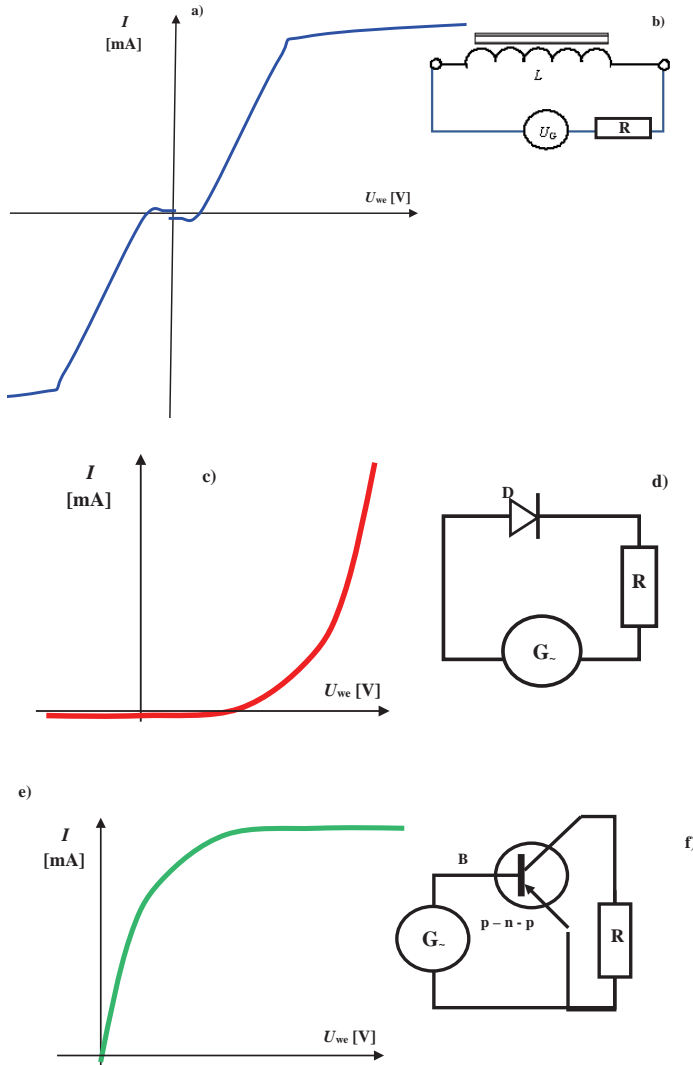 a)
I
[mA]
U_we [V]
b)
L
U_G
R
c)
I
[mA]
U_we [V]
d)
D
R
G~
e)
I
[mA]
U_we [V]
f)
B
p – n - p
G~
R